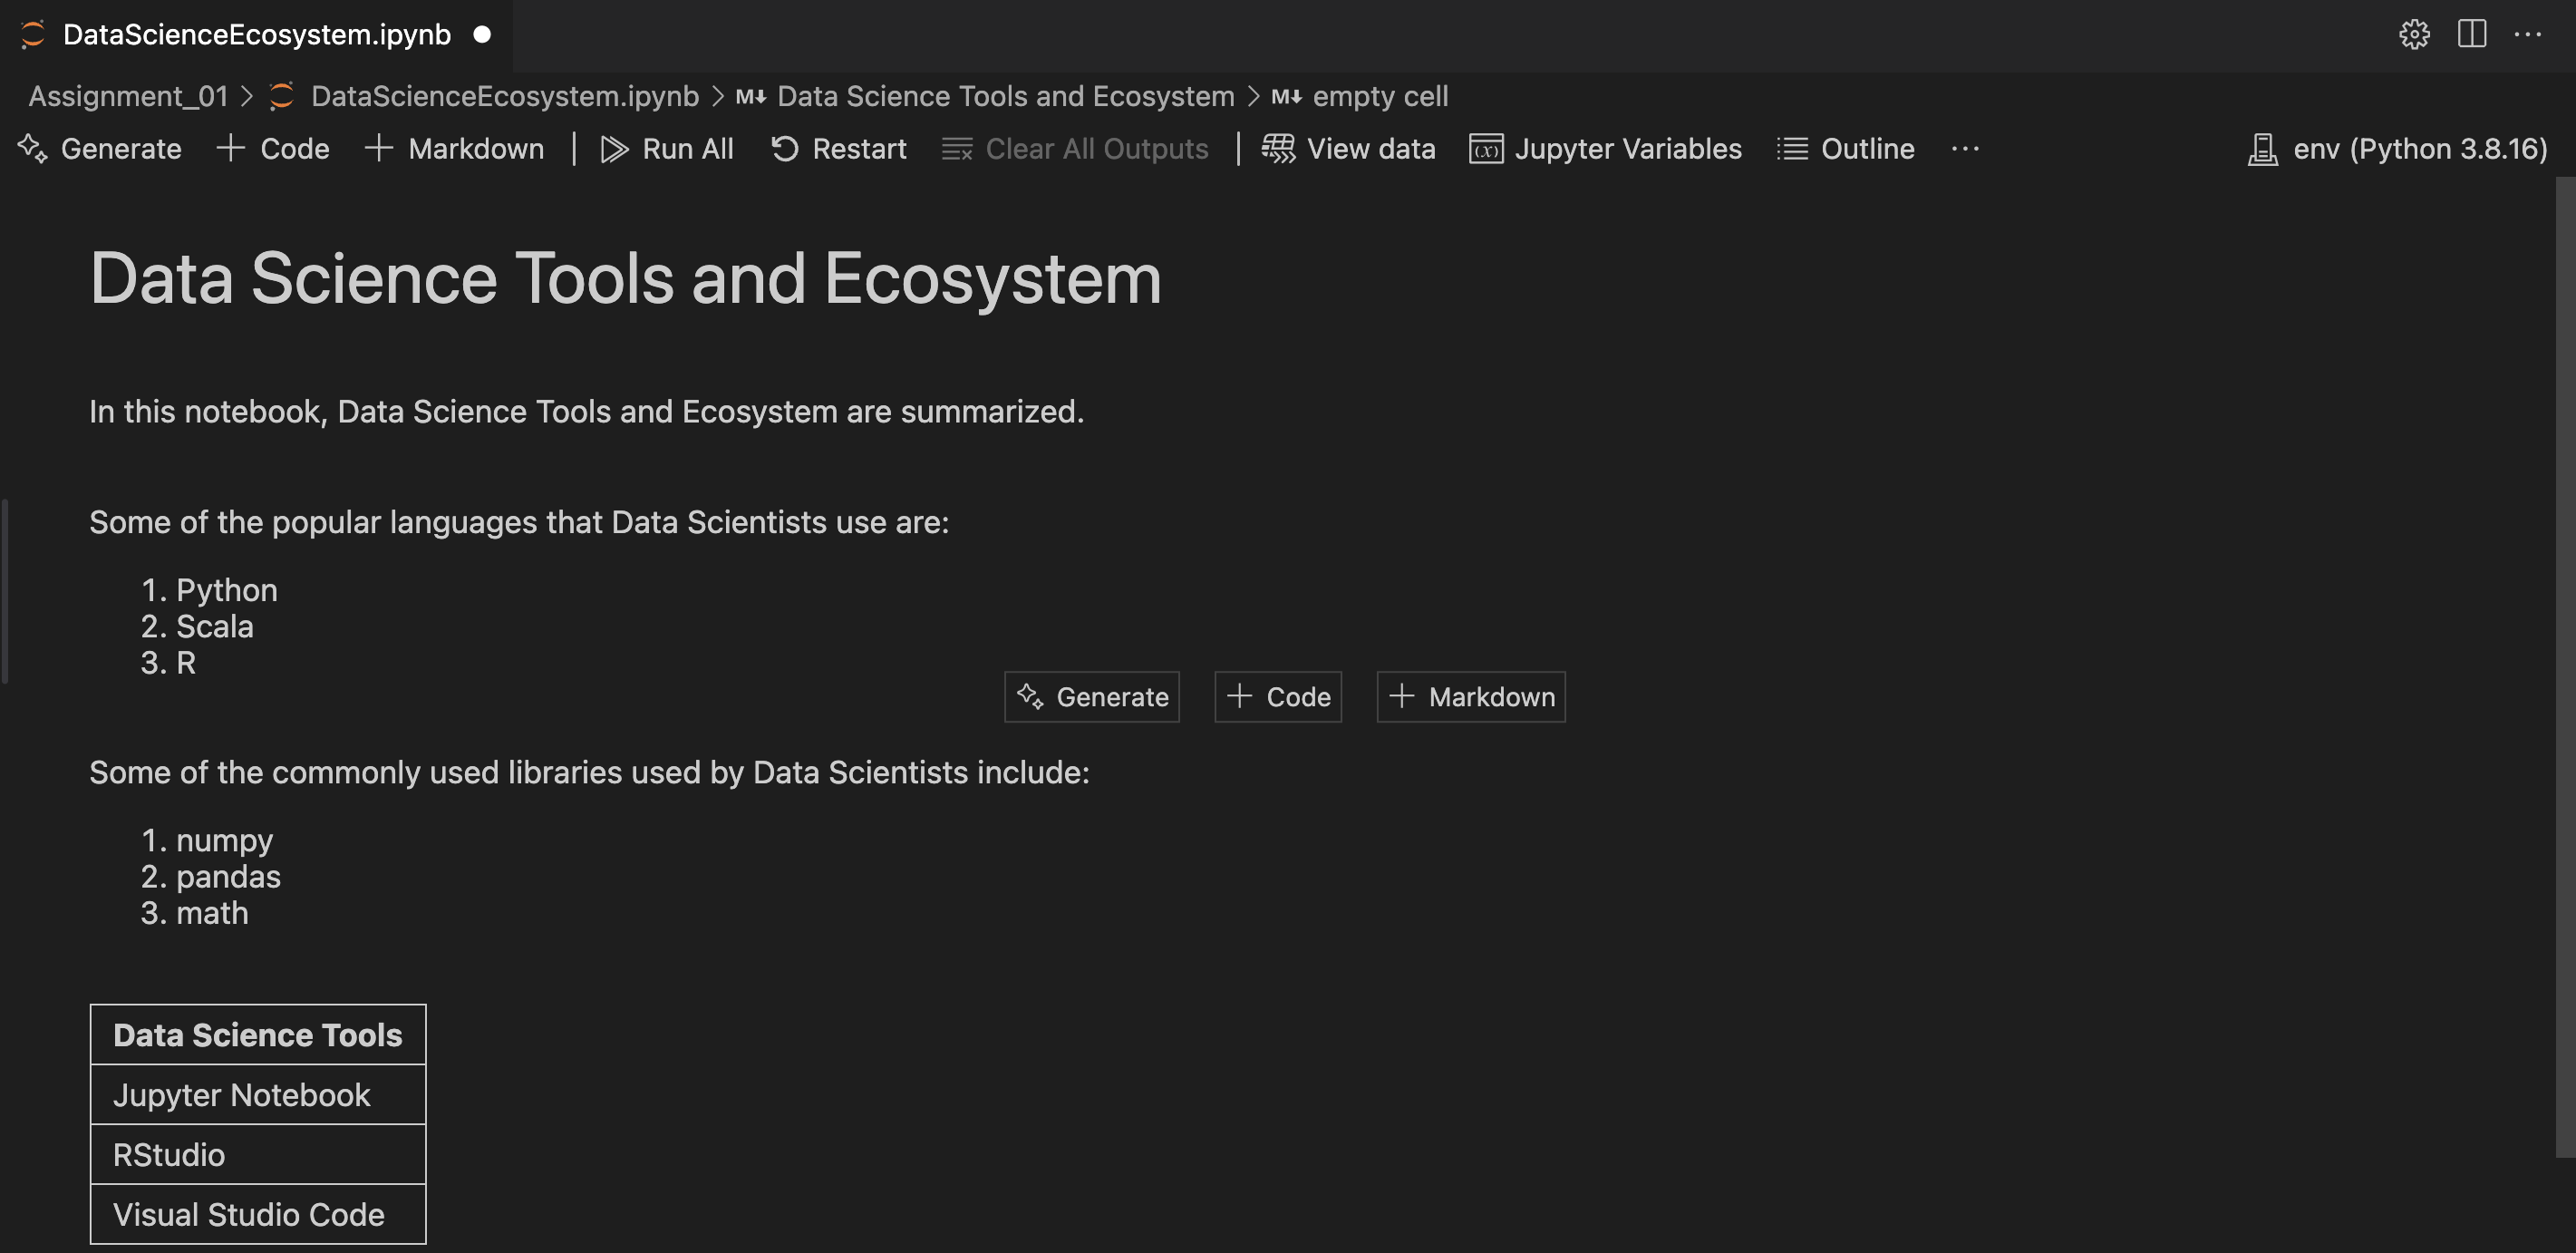 DataScienceEcosystem.ipynb
Assignment_01 > DataScienceEcosystem.ipynb > M↓ Data Science Tools and Ecosystem > M↓ empty cell
Generate + Code + Markdown | Run All Restart Clear All Outputs | View data (x) Jupyter Variables Outline ... env (Python 3.8.16)
Data Science Tools and Ecosystem
In this notebook, Data Science Tools and Ecosystem are summarized.
Some of the popular languages that Data Scientists use are:
1. Python
2. Scala
3. R
Generate + Code + Markdown
Some of the commonly used libraries used by Data Scientists include:
1. numpy
2. pandas
3. math
Data Science Tools
Jupyter Notebook
RStudio
Visual Studio Code